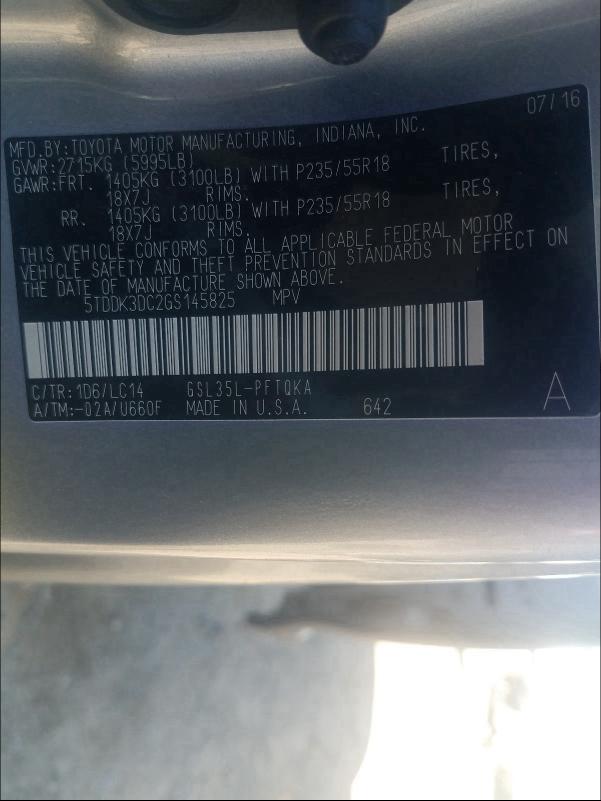 07/16
MFD.BY:TOYOTA MOTOR MANUFACTURING, INDIANA, INC.
GVWR:2715KG (5995LB)
GAWR:FRT. 1405KG (3100LB) WITH P235/55R18 TIRES,
18X7J RIMS.
RR. 1405KG (3100LB) WITH P235/55R18 TIRES,
18X7J RIMS.
THIS VEHICLE CONFORMS TO ALL APPLICABLE FEDERAL MOTOR
VEHICLE SAFETY AND THEFT PREVENTION STANDARDS IN EFFECT ON
THE DATE OF MANUFACTURE SHOWN ABOVE.
5TDDK3DC2GS145825 MPV
C/TR:1D6/LC14 GSL35L-PFTQKA
A/TM:-02A/U660F MADE IN U.S.A. 642 A